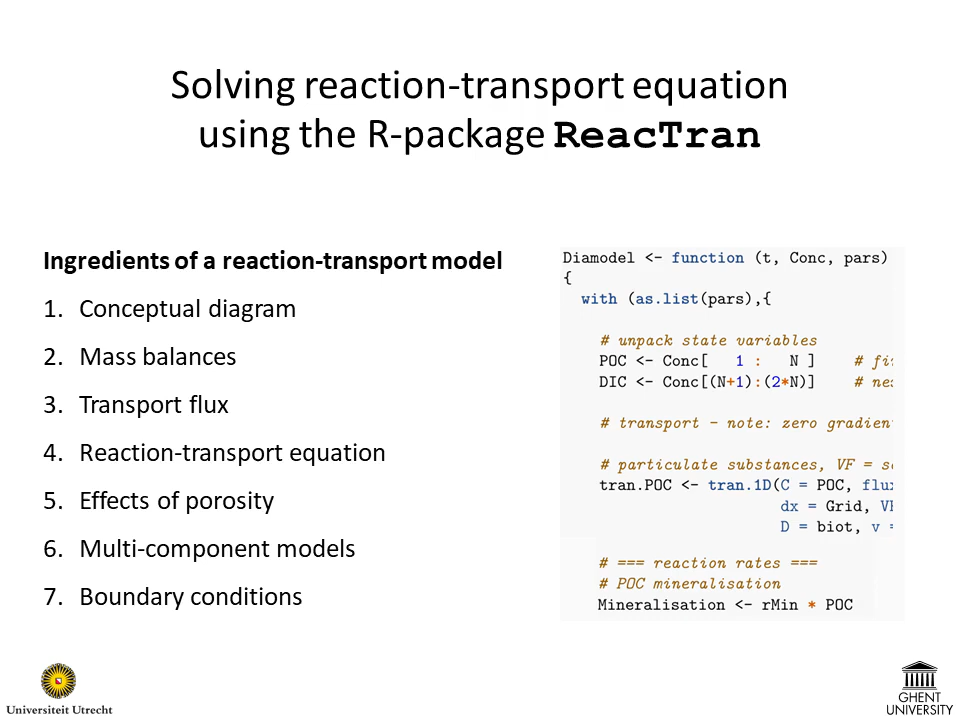 Solving reaction-transport equation
using the R-package ReacTran
Ingredients of a reaction-transport model
1. Conceptual diagram
2. Mass balances
3. Transport flux
4. Reaction-transport equation
5. Effects of porosity
6. Multi-component models
7. Boundary conditions
Diamodel <- function (t, Conc, pars)
{
with (as.list(pars),{
# unpack state variables
POC <- Conc[ 1 : N ] # fi
DIC <- Conc[(N+1):(2*N)] # ne
# transport - note: zero gradien
# particulate substances, VF = s
tran.POC <- tran.1D(C = POC, flu
dx = Grid, V
D = biot, v =
# === reaction rates ===
# POC mineralisation
Mineralisation <- rMin * POC
Universiteit Utrecht
GHENT
UNIVERSITY